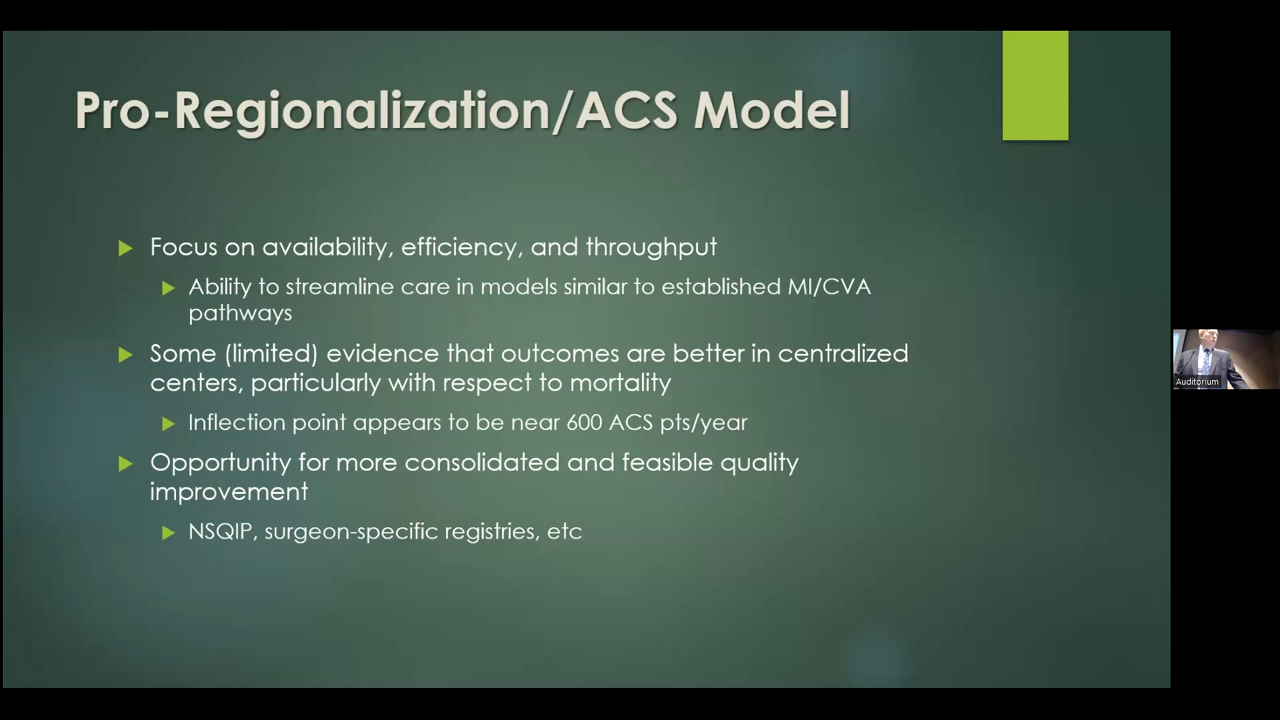 Pro-Regionalization/ACS Model
Focus on availability, efficiency, and throughput
Ability to streamline care in models similar to established MI/CVA
pathways
Some (limited) evidence that outcomes are better in centralized
centers, particularly with respect to mortality
Inflection point appears to be near 600 ACS pts/year
Opportunity for more consolidated and feasible quality
improvement
NSQIP, surgeon-specific registries, etc
Auditorium